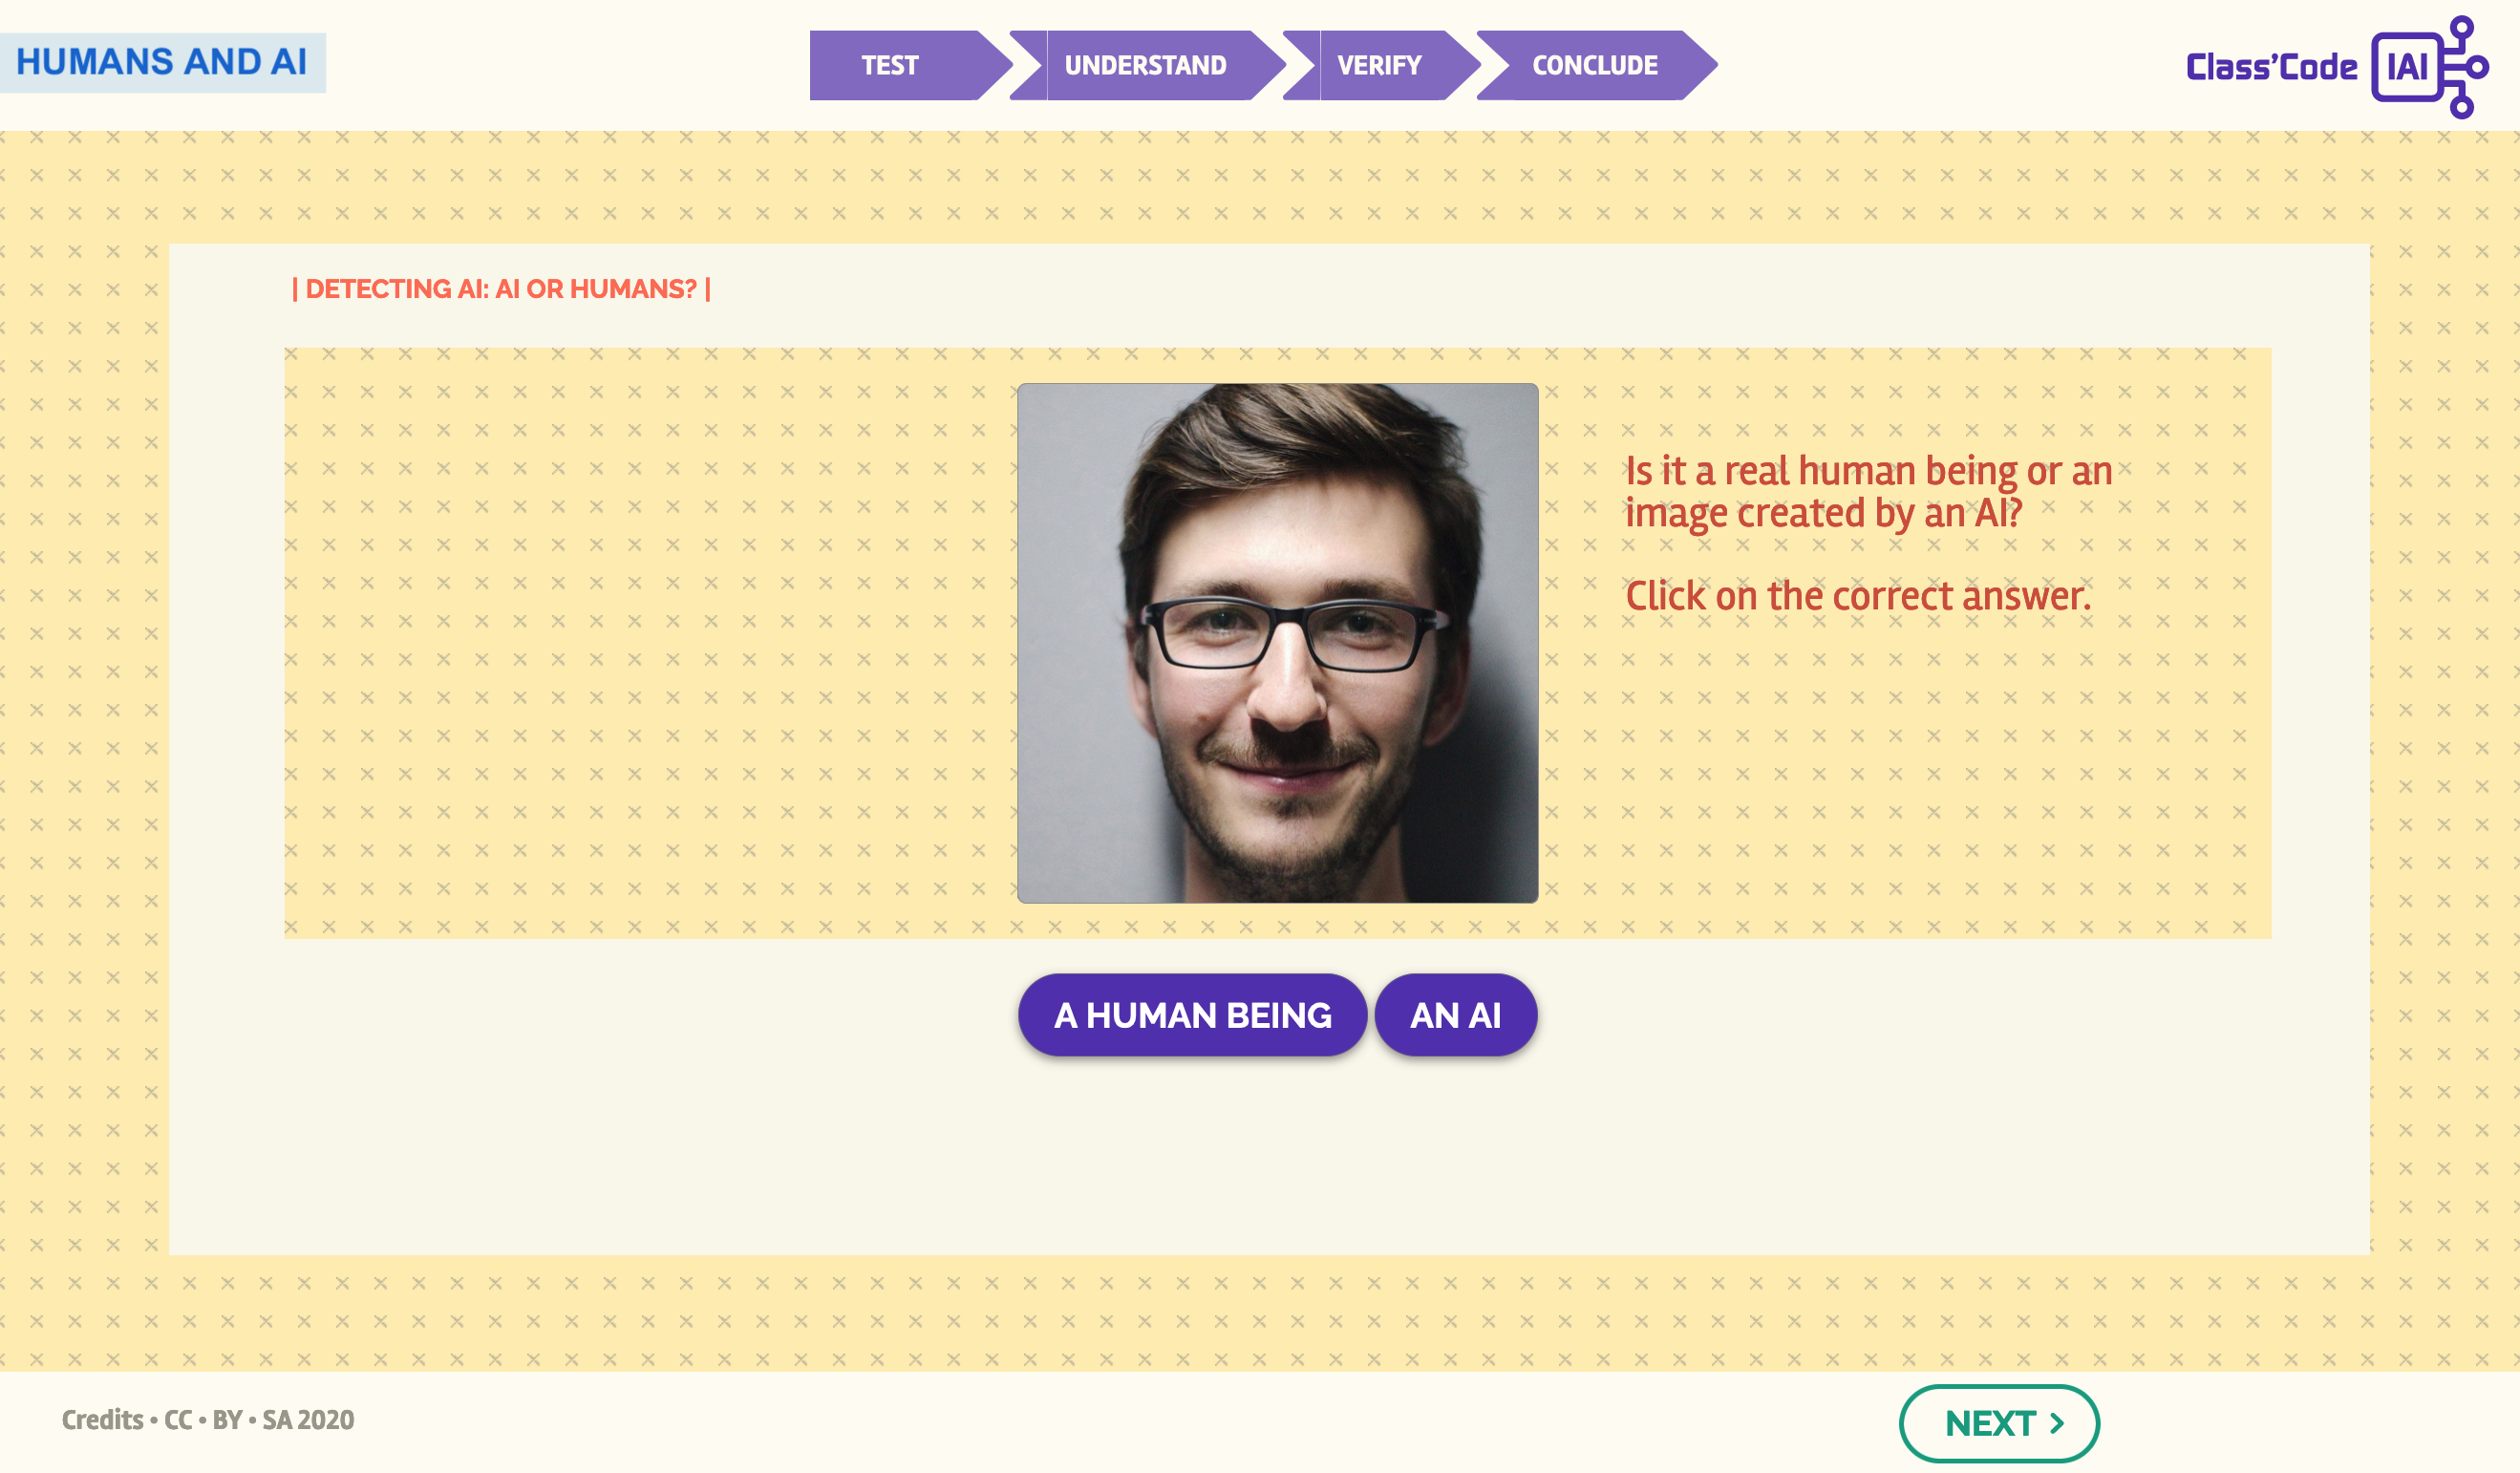 HUMANS AND AI
TEST
UNDERSTAND
VERIFY
CONCLUDE
Class'Code
IAI
| DETECTING AI: AI OR HUMANS? |
Is it a real human being or an
image created by an AI?
Click on the correct answer.
A HUMAN BEING
AN AI
Credits • CC • BY • SA 2020
NEXT >